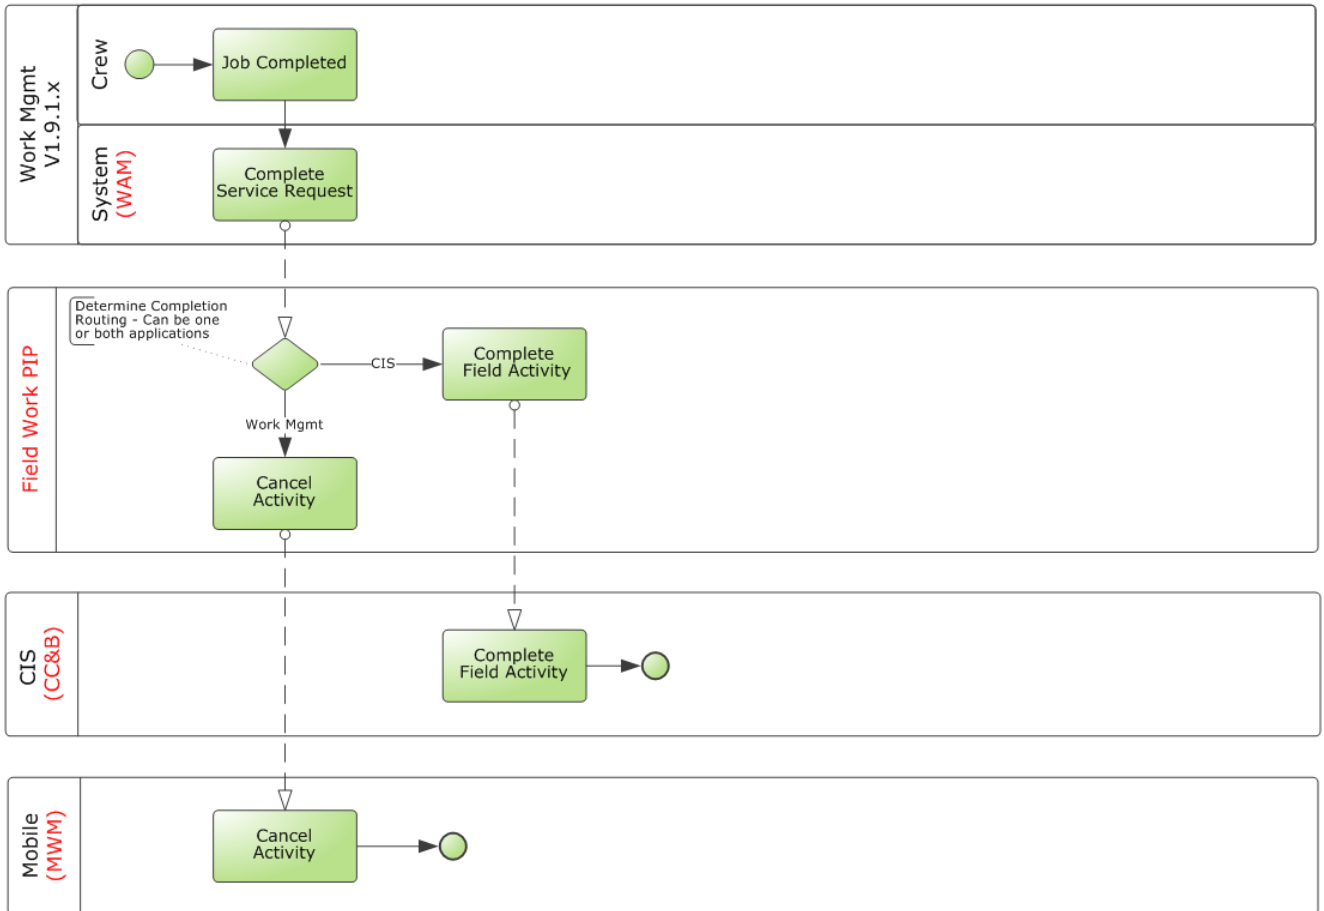 Work Mgmt
V1.9.1.x
Crew
Job Completed
System
(WAM)
Complete
Service Request
Field Work PIP
Determine Completion
Routing - Can be one
or both applications
CIS
Complete
Field Activity
Work Mgmt
Cancel
Activity
CIS
(CC&B)
Complete
Field Activity
Mobile
(MWM)
Cancel
Activity